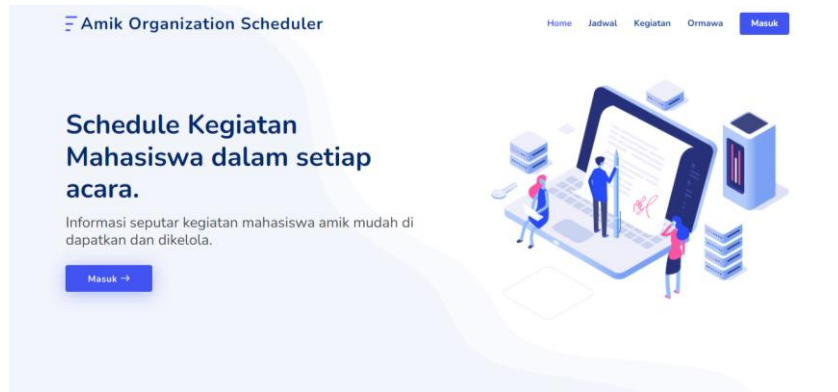 Amik Organization Scheduler
Home Jadwal Kegiatan Ormawa Masuk
Schedule Kegiatan
Mahasiswa dalam setiap
acara.
Informasi seputar kegiatan mahasiswa amik mudah di
dapatkan dan dikelola.
Masuk →